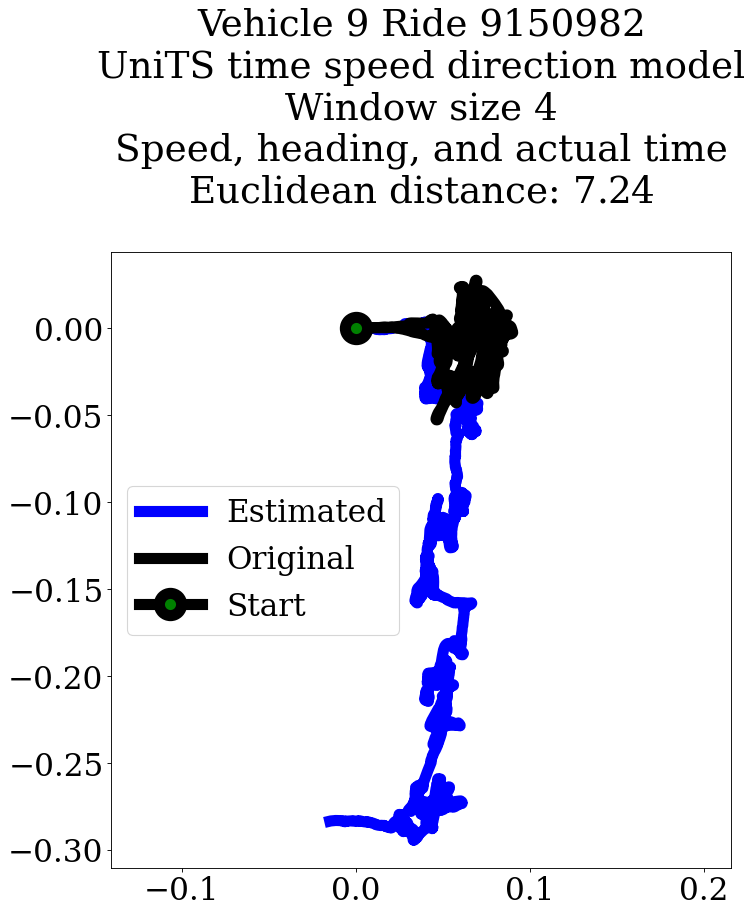 Vehicle 9 Ride 9150982
UniTS time speed direction model
Window size 4
Speed, heading, and actual time
Euclidean distance: 7.24
0.00
−0.05
−0.10
−0.15
−0.20
−0.25
−0.30
Estimated
Original
Start
−0.1 0.0 0.1 0.2